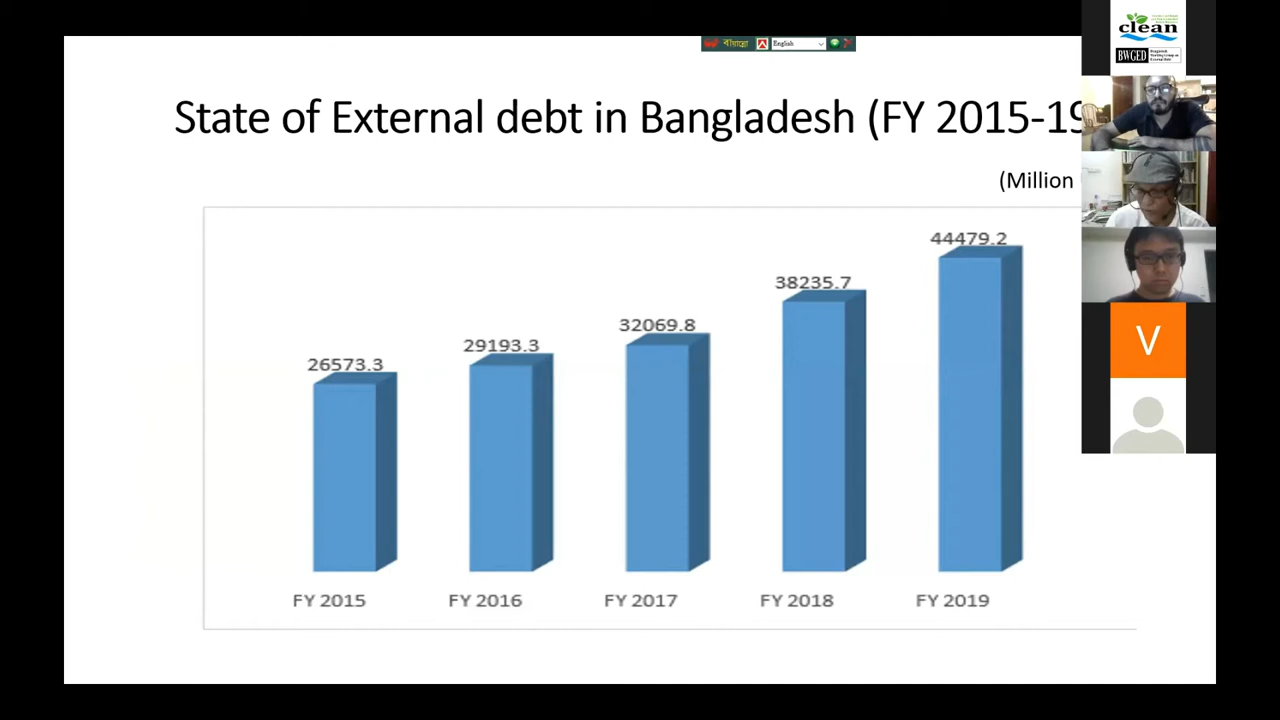 বায়ান্নো English
clean
BWGED
State of External debt in Bangladesh (FY 2015-19
(Million
44479.2
38235.7
32069.8
29193.3
26573.3
V
FY 2015 FY 2016 FY 2017 FY 2018 FY 2019